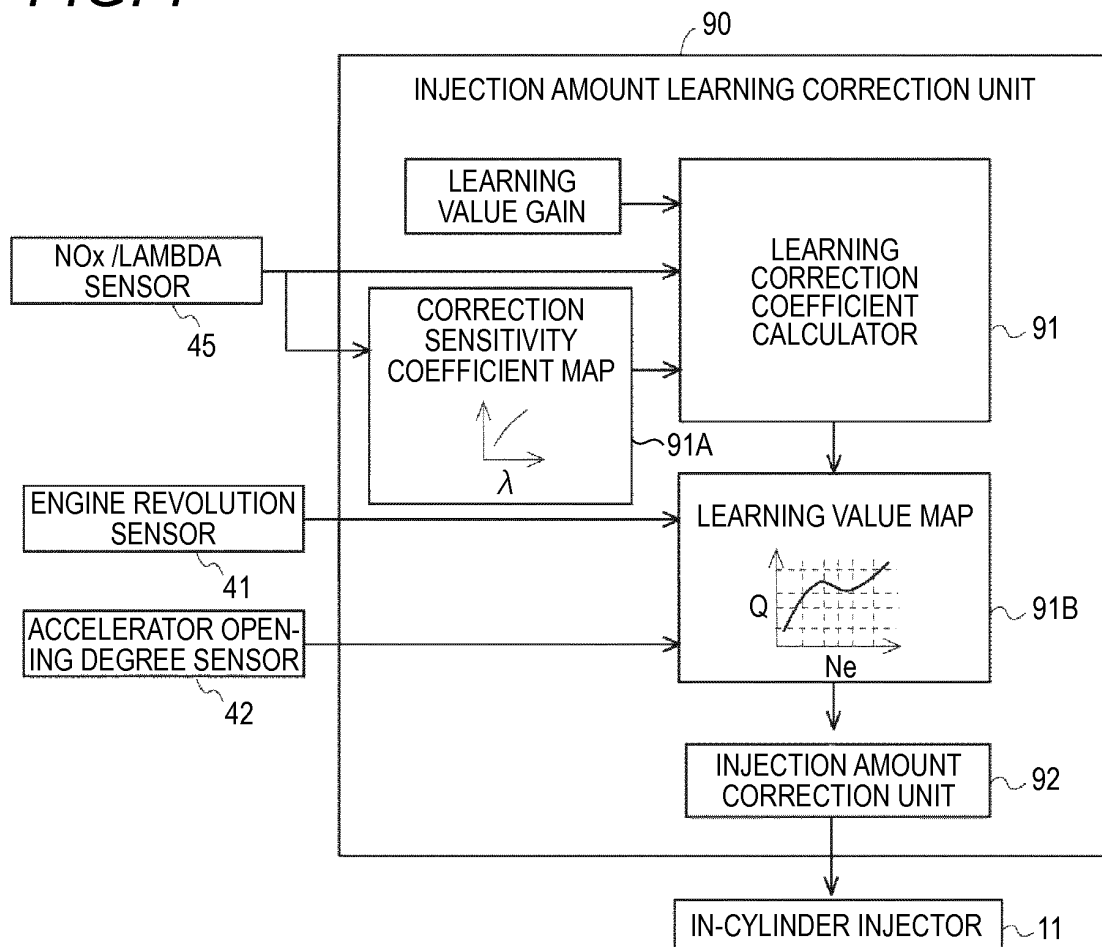 90
INJECTION AMOUNT LEARNING CORRECTION UNIT
LEARNING
VALUE GAIN
LEARNING
CORRECTION
COEFFICIENT
CALCULATOR
91
NOx /LAMBDA
SENSOR
45
CORRECTION
SENSITIVITY
COEFFICIENT MAP
λ
91A
ENGINE REVOLUTION
SENSOR
41
LEARNING VALUE MAP
Q
Ne
91B
ACCELERATOR OPEN-
ING DEGREE SENSOR
42
INJECTION AMOUNT
CORRECTION UNIT
92
IN-CYLINDER INJECTOR
11